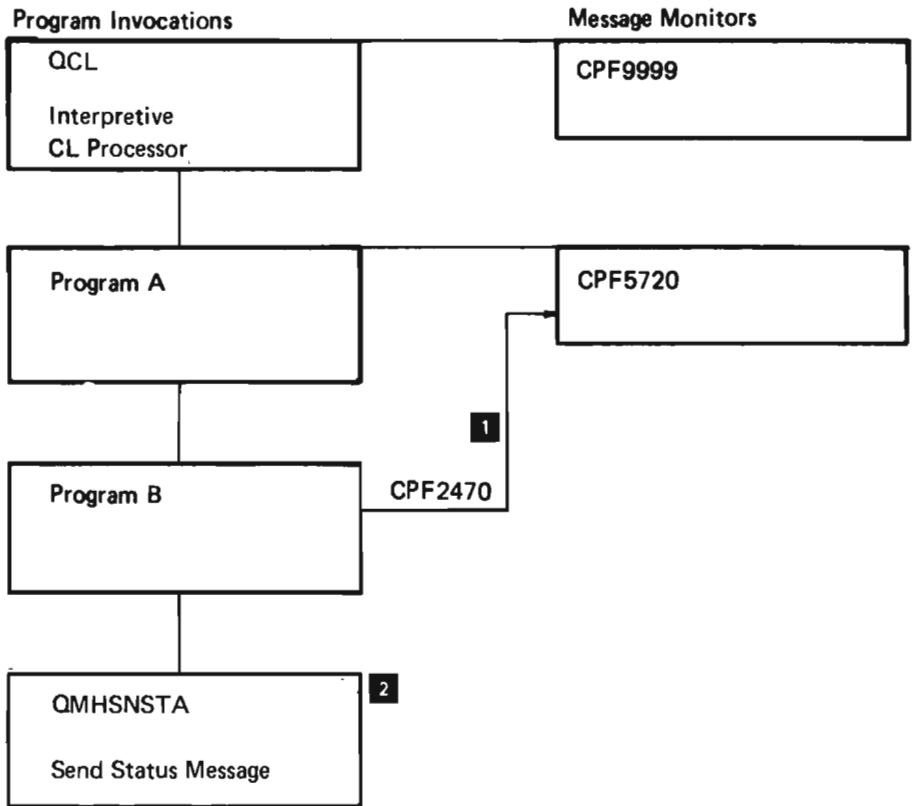 Program Invocations
Message Monitors
QCL
Interpretive
CL Processor
CPF9999
Program A
CPF5720
1
Program B
CPF2470
2
QMHSNSTA
Send Status Message